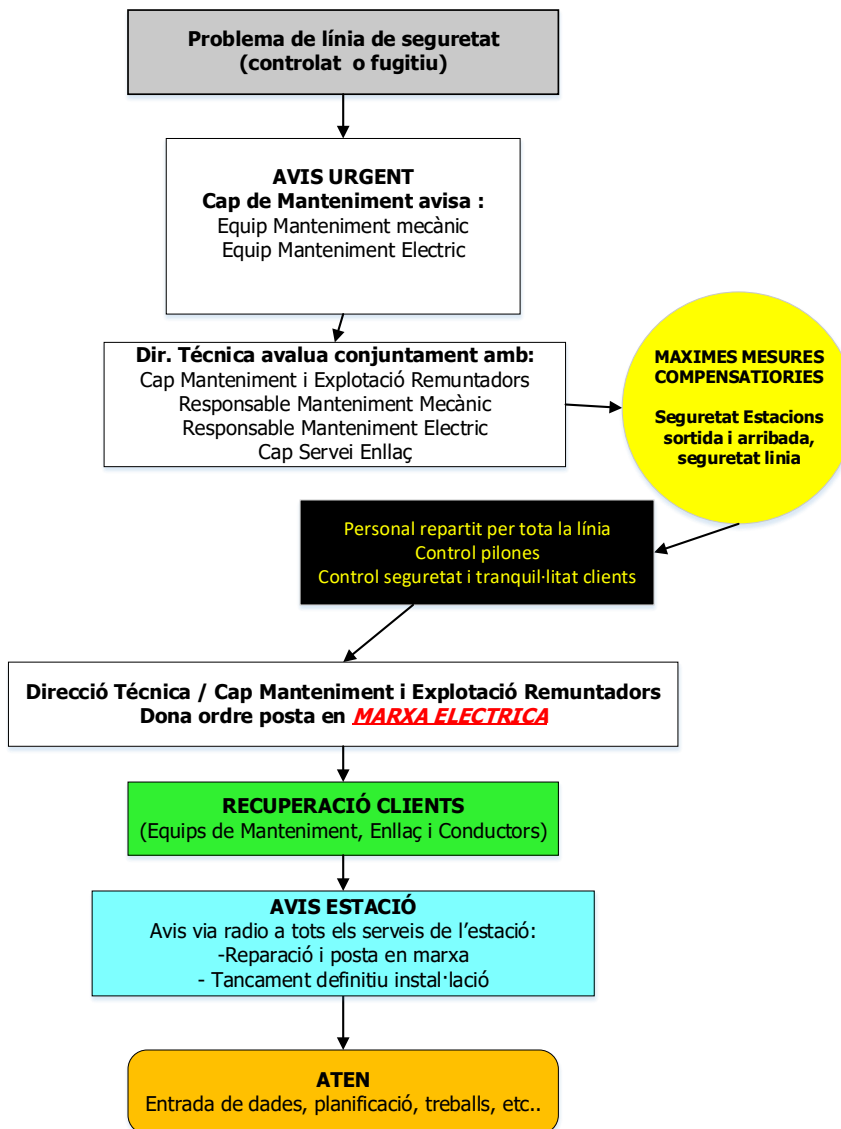 Problema de línia de seguretat
(controlat o fugitiu)
AVIS URGENT
Cap de Manteniment avisa :
Equip Manteniment mecànic
Equip Manteniment Electric
Dir. Técnica avalua conjuntament amb:
Cap Manteniment i Explotació Remuntadors
Responsable Manteniment Mecànic
Responsable Manteniment Electric
Cap Servei Enllaç
MAXIMES MESURES
COMPENSATIORIES
Seguretat Estacions
sortida i arribada,
seguretat linia
Personal repartit per tota la línia
Control pilones
Control seguretat i tranquil·litat clients
Direcció Técnica / Cap Manteniment i Explotació Remuntadors
Dona ordre posta en MARXA ELECTRICA
RECUPERACIÓ CLIENTS
(Equips de Manteniment, Enllaç i Conductors)
AVIS ESTACIÓ
Avis via radio a tots els serveis de l’estació:
-Reparació i posta en marxa
- Tancament definitiu instal·lació
ATEN
Entrada de dades, planificació, treballs, etc..